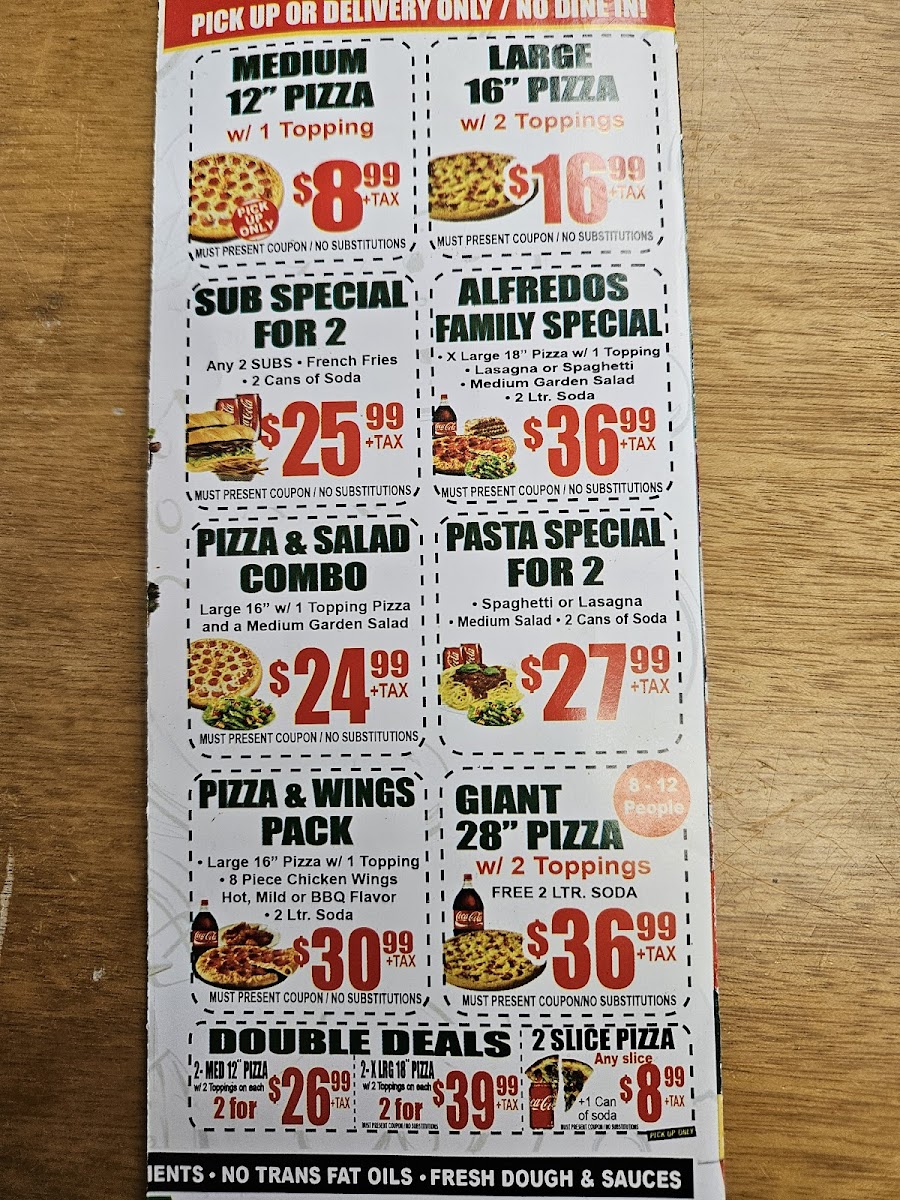 PICK UP OR DELIVERY ONLY / NO DINE IN!
MEDIUM
12” PIZZA
w/ 1 Topping
$8.99
+TAX
PICK
UP
ONLY
MUST PRESENT COUPON / NO SUBSTITUTIONS
LARGE
16” PIZZA
w/ 2 Toppings
$16.99
+TAX
MUST PRESENT COUPON / NO SUBSTITUTIONS
SUB SPECIAL
FOR 2
Any 2 SUBS • French Fries
• 2 Cans of Soda
$25.99
+TAX
MUST PRESENT COUPON / NO SUBSTITUTIONS
ALFREDOS
FAMILY SPECIAL
• X Large 18” Pizza w/ 1 Topping
• Lasagna or Spaghetti
• Medium Garden Salad
• 2 Ltr. Soda
Coca-Cola
$36.99
+TAX
MUST PRESENT COUPON / NO SUBSTITUTIONS
PIZZA & SALAD
COMBO
Large 16” w/ 1 Topping Pizza
and a Medium Garden Salad
$24.99
+TAX
MUST PRESENT COUPON / NO SUBSTITUTIONS
PASTA SPECIAL
FOR 2
• Spaghetti or Lasagna
• Medium Salad • 2 Cans of Soda
$27.99
+TAX
PIZZA & WINGS
PACK
• Large 16” Pizza w/ 1 Topping
• 8 Piece Chicken Wings
Hot, Mild or BBQ Flavor
• 2 Ltr. Soda
Coca-Cola
$30.99
+TAX
MUST PRESENT COUPON / NO SUBSTITUTIONS
8 - 12
People
GIANT
28” PIZZA
w/ 2 Toppings
FREE 2 LTR. SODA
Coca-Cola
$36.99
+TAX
MUST PRESENT COUPON/NO SUBSTITUTIONS
DOUBLE DEALS
2- MED 12” PIZZA
w/ 2 Toppings on each
2 for
$26.99
+TAX
2- X LRG 18” PIZZA
w/ 2 Toppings on each
2 for
$39.99
+TAX
MUST PRESENT COUPON / NO SUBSTITUTIONS
2 SLICE PIZZA
Any slice
+1 Can
of soda
$8.99
+TAX
MUST PRESENT COUPON / NO SUBSTITUTIONS
PICK UP ONLY
IENTS • NO TRANS FAT OILS • FRESH DOUGH & SAUCES